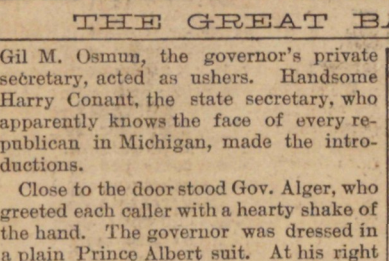 THE GREAT BA
Gil M. Osmun, the governor's private
secretary, acted as ushers. Handsome
Harry Conant, the state secretary, who
apparently knows the face of every re-
publican in Michigan, made the intro-
ductions.
Close to the door stood Gov. Alger, who
greeted each caller with a hearty shake of
the hand. The governor was dressed in
a plain Prince Albert suit. At his right